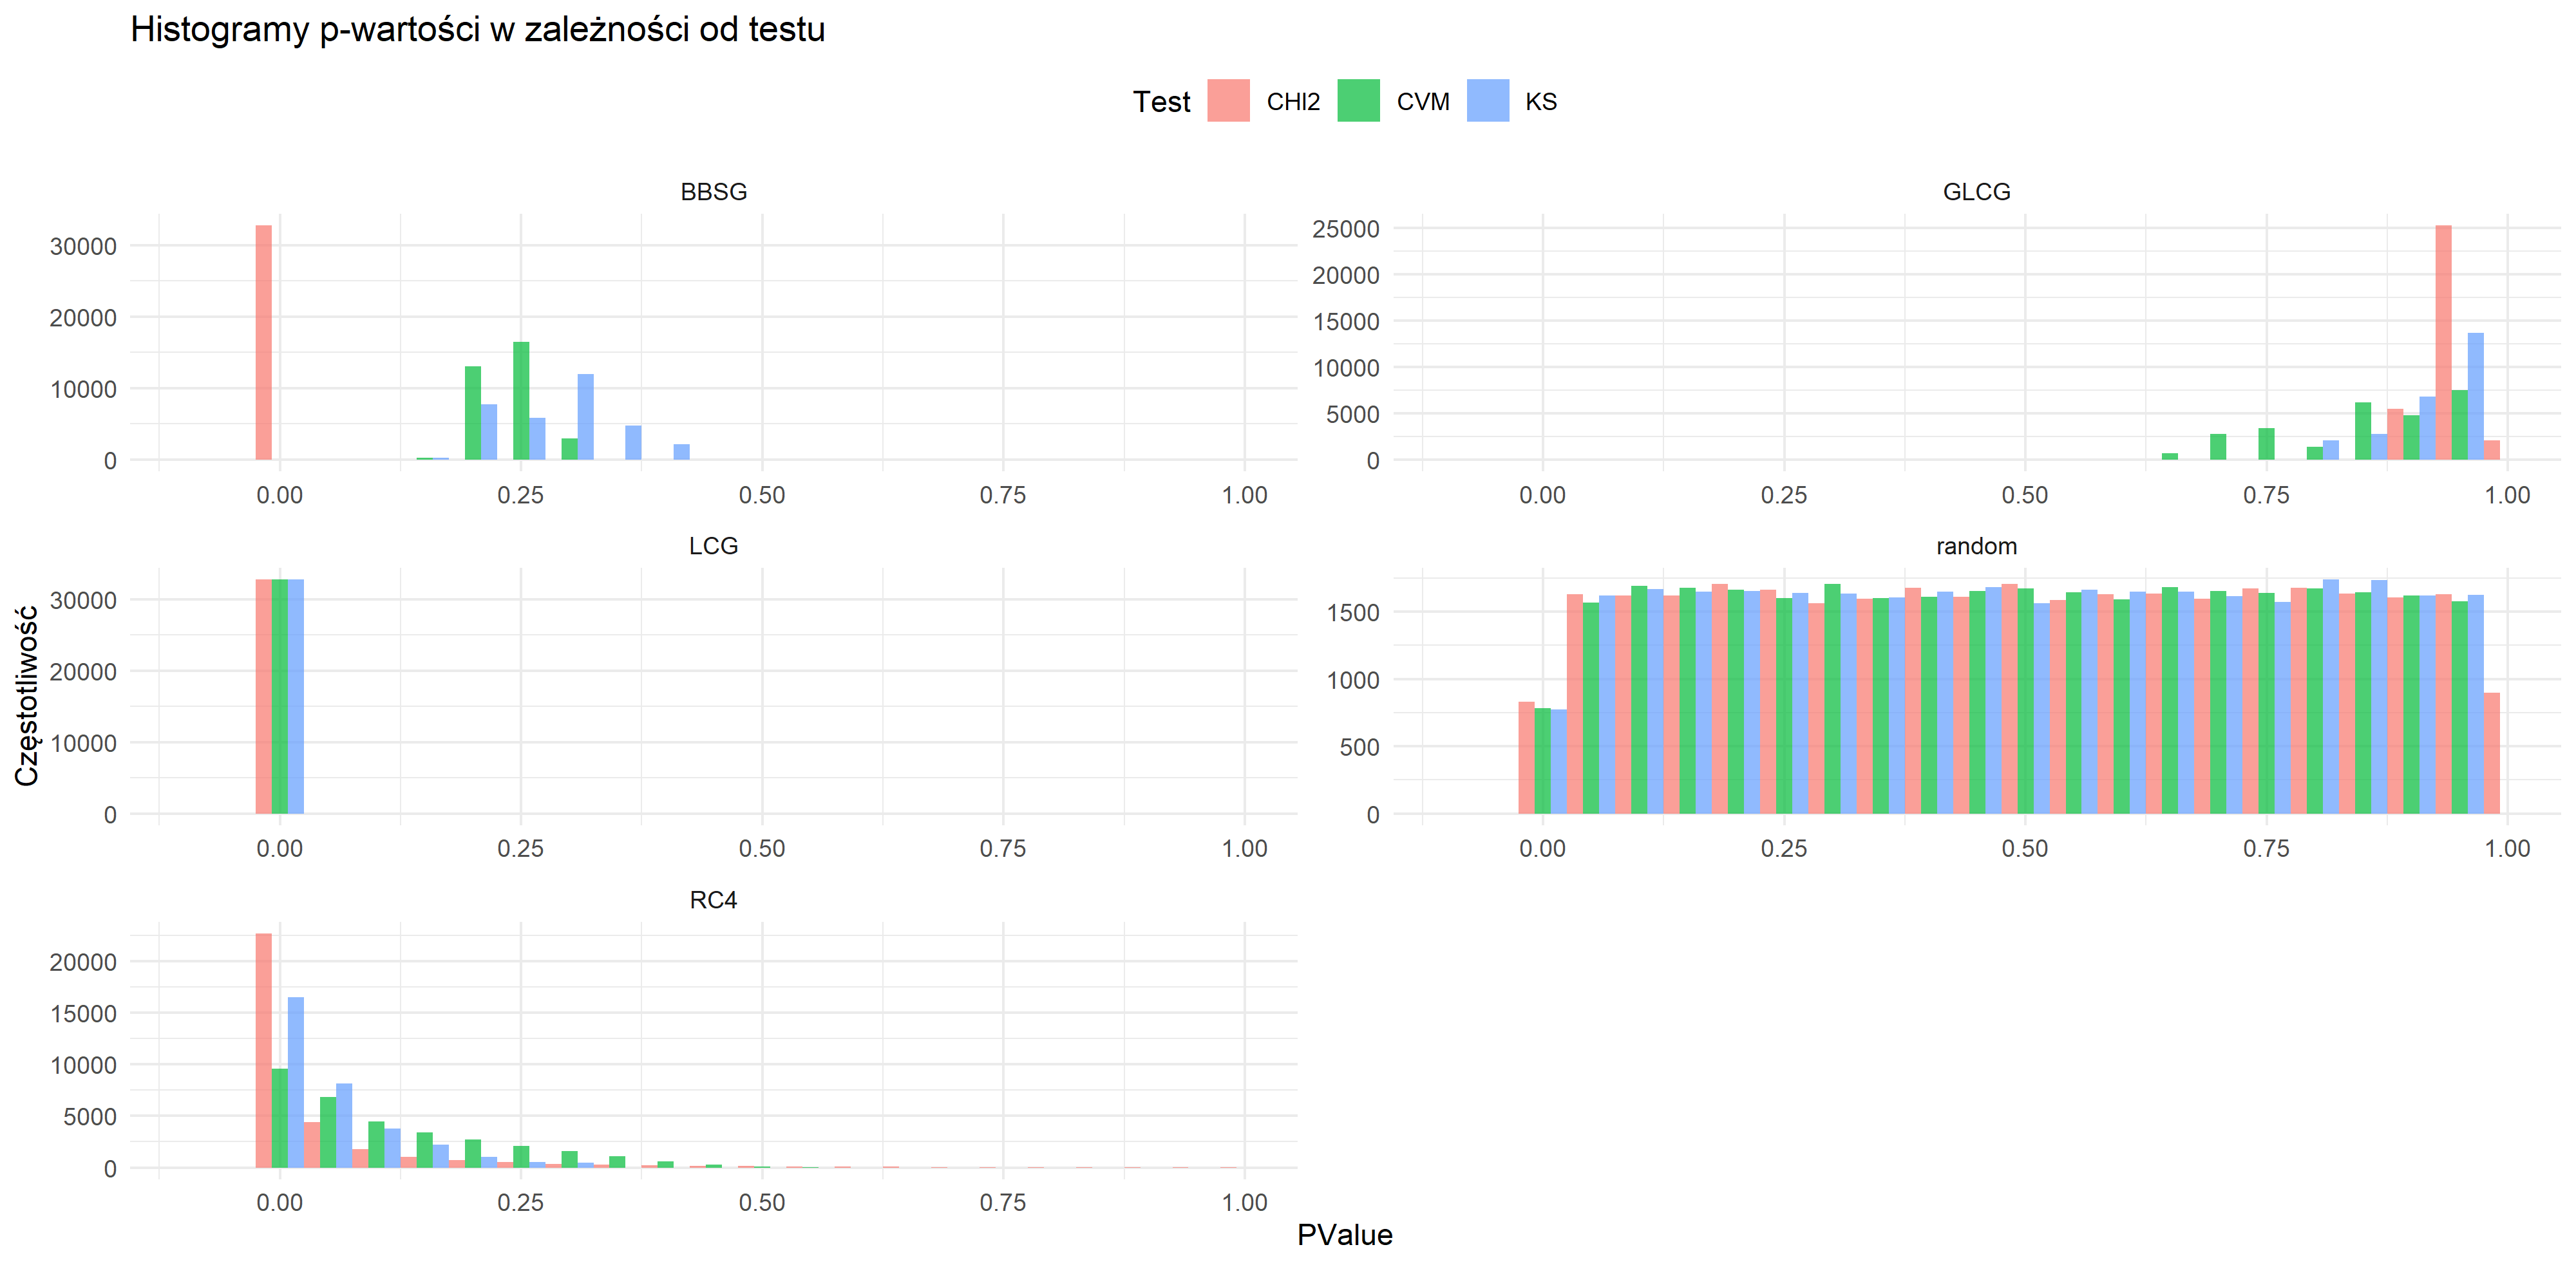 Histogramy p-wartości w zależności od testu
Test CHI2 CVM KS
BBSG
30000
20000
10000
0
0.00 0.25 0.50 0.75 1.00
GLCG
25000
20000
15000
10000
5000
0
0.00 0.25 0.50 0.75 1.00
LCG
30000
20000
10000
0
0.00 0.25 0.50 0.75 1.00
random
1500
1000
500
0
0.00 0.25 0.50 0.75 1.00
RC4
20000
15000
10000
5000
0
0.00 0.25 0.50 0.75 1.00
Częstotliwość
PValue